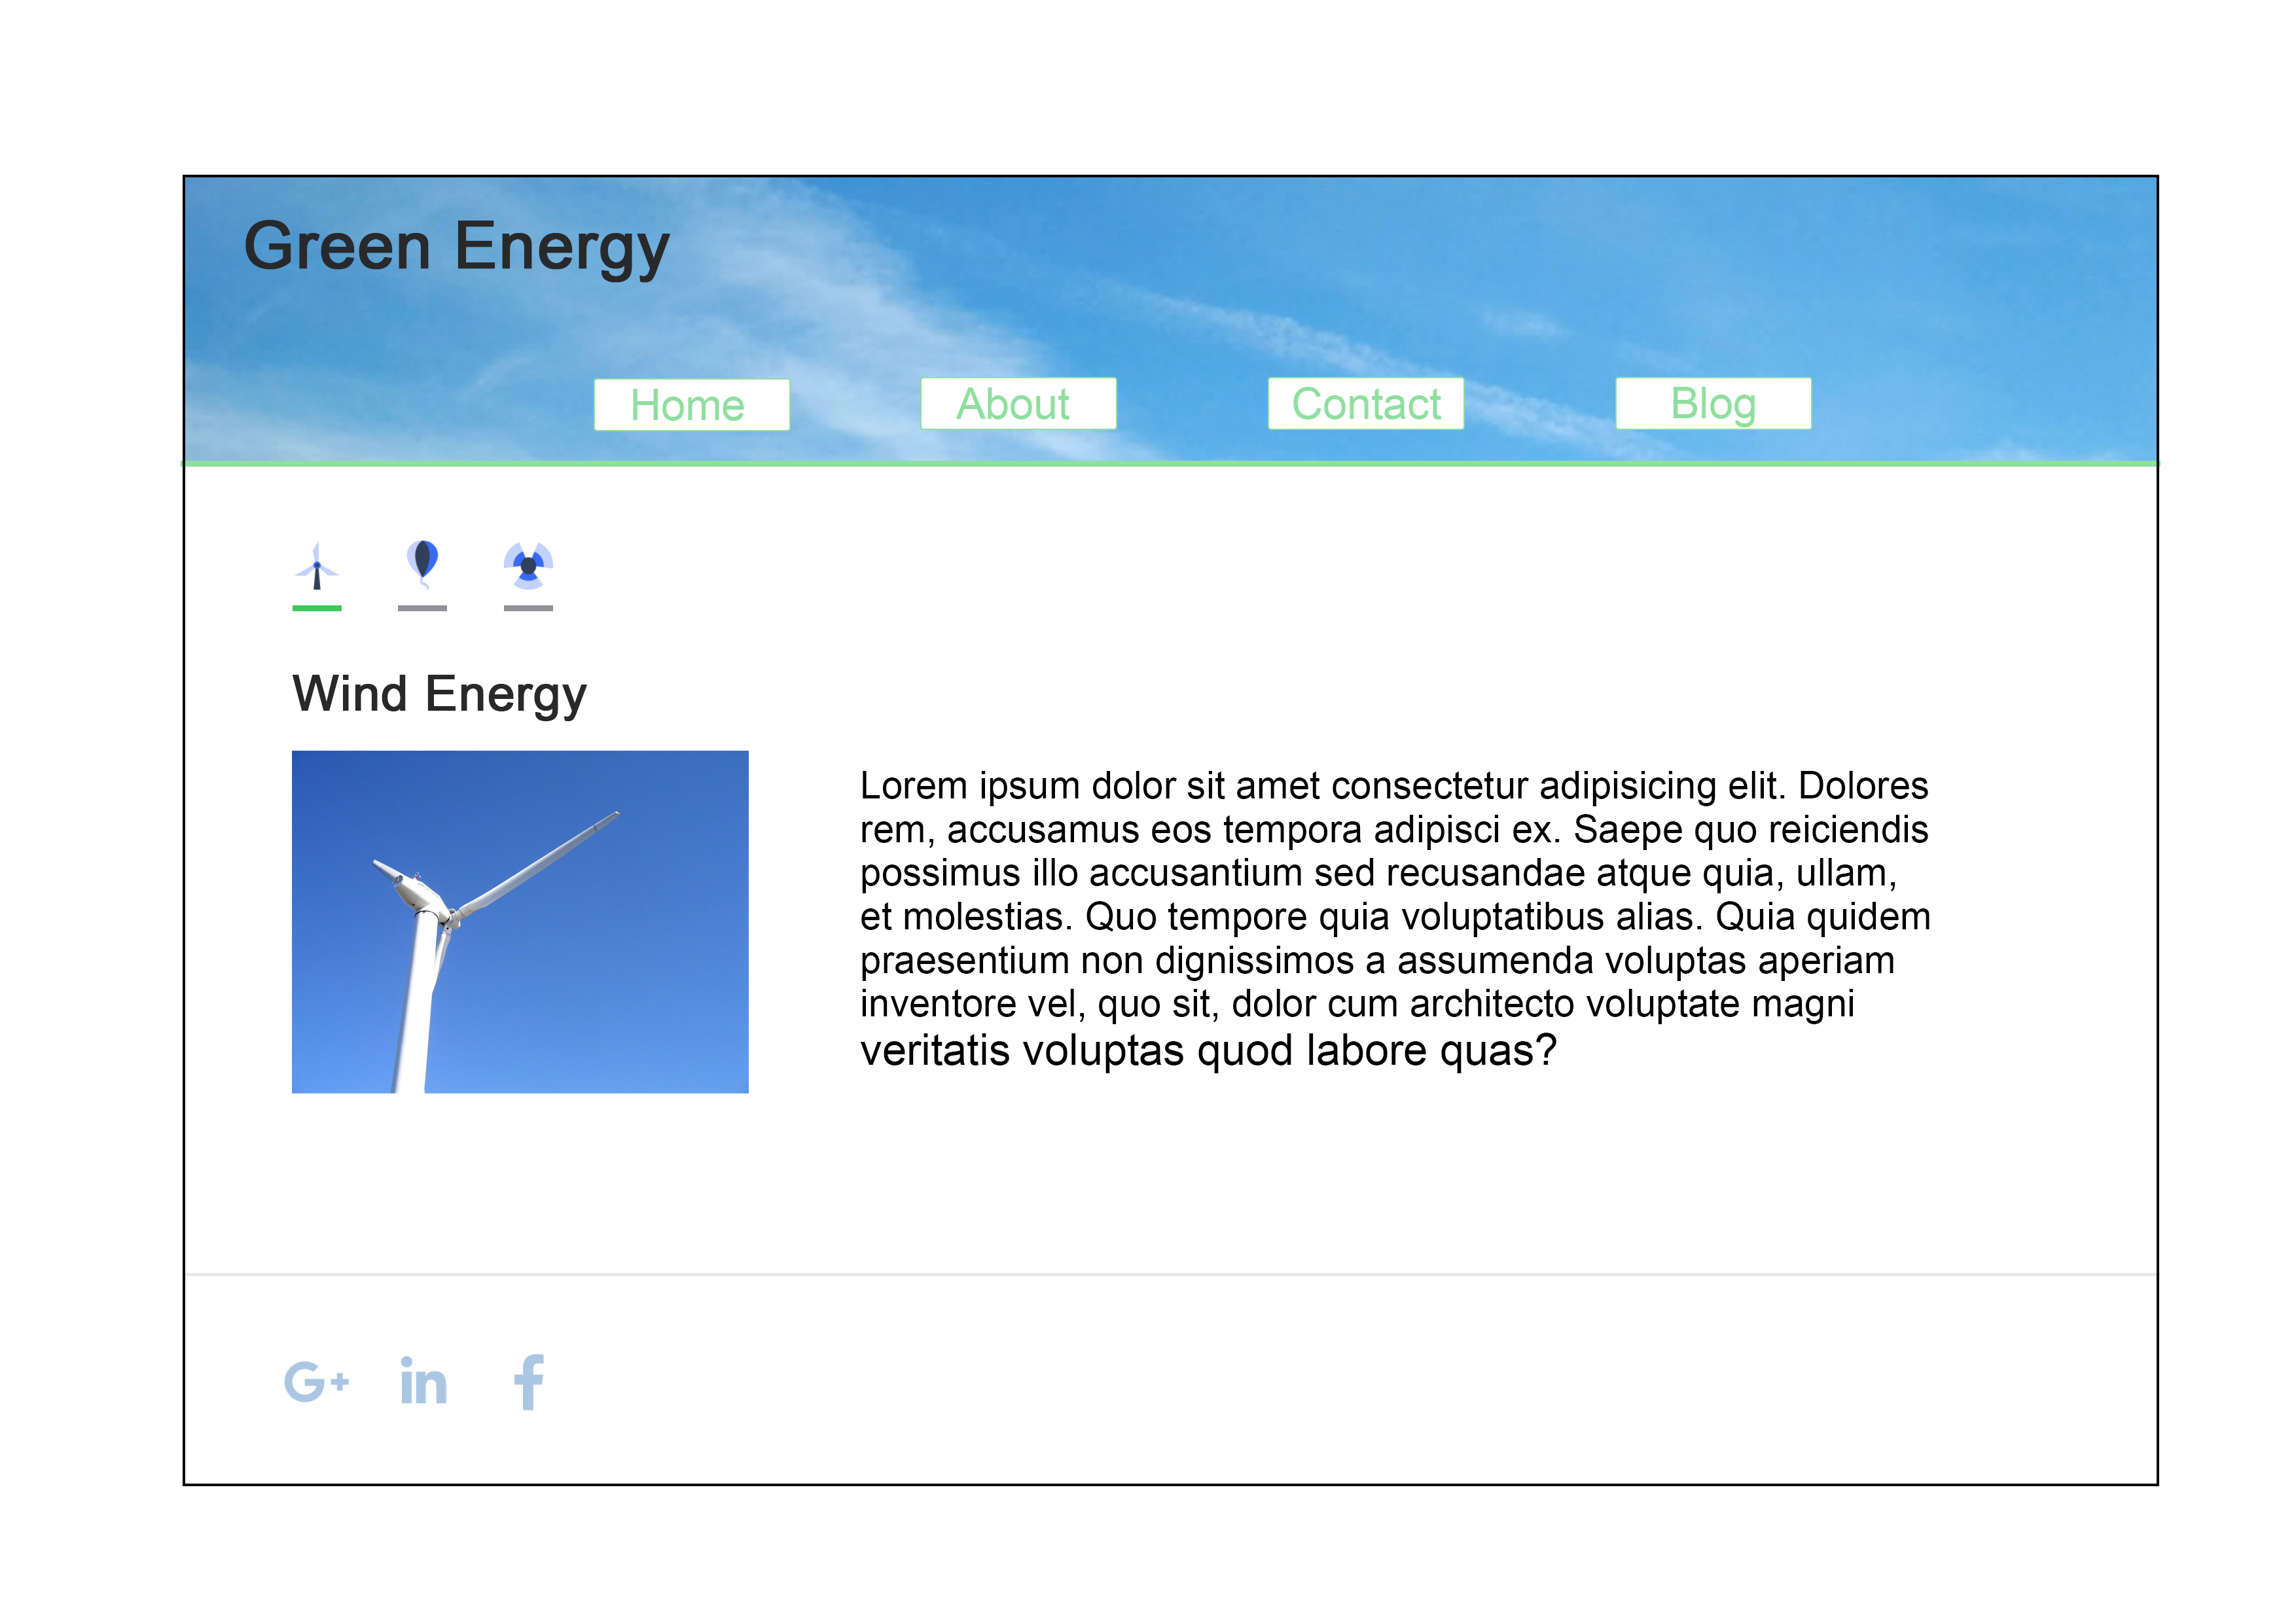 Green Energy
Home About Contact Blog
Wind Energy
Lorem ipsum dolor sit amet consectetur adipisicing elit. Dolores
rem, accusamus eos tempora adipisci ex. Saepe quo reiciendis
possimus illo accusantium sed recusandae atque quia, ullam,
et molestias. Quo tempore quia voluptatibus alias. Quia quidem
praesentium non dignissimos a assumenda voluptas aperiam
inventore vel, quo sit, dolor cum architecto voluptate magni
veritatis voluptas quod labore quas?
G+ in f